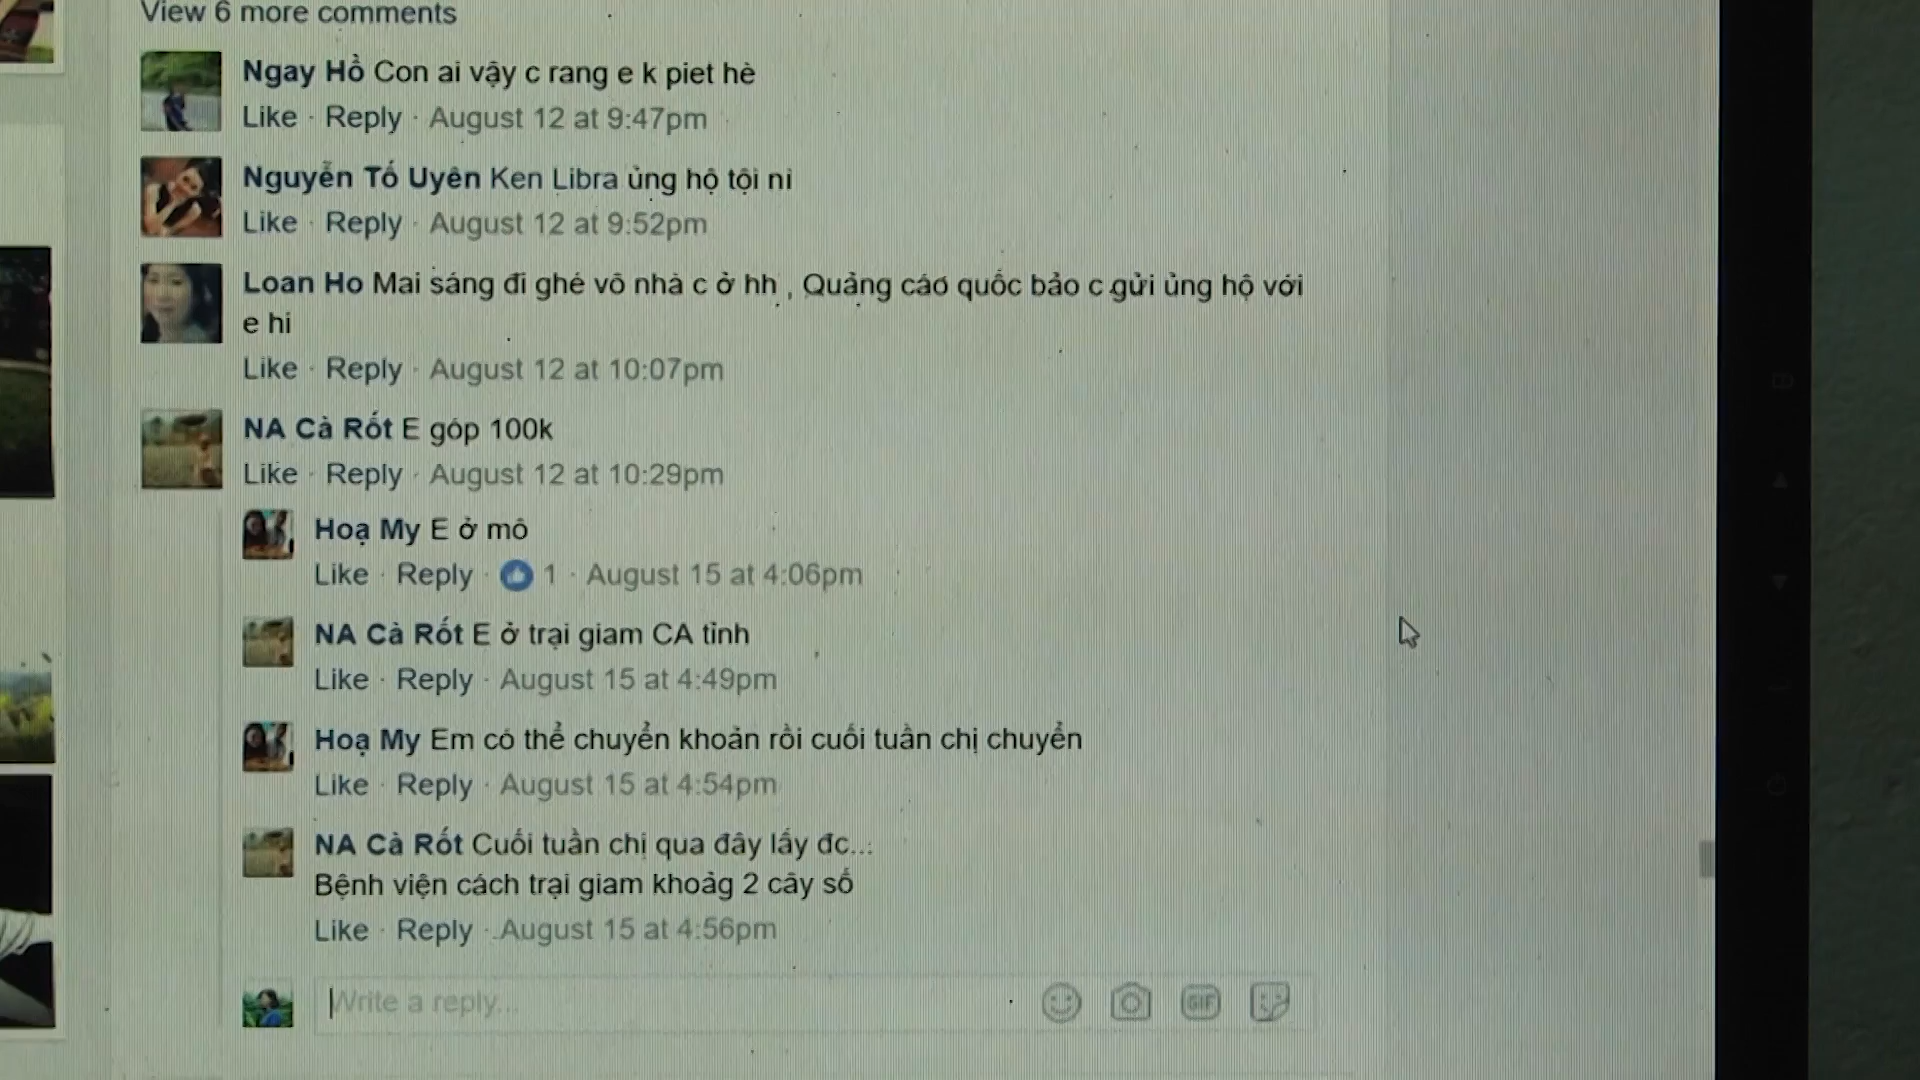 View 6 more comments
Ngay Hồ Con ai vậy c rang e k piet hè
Like · Reply · August 12 at 9:47pm
Nguyễn Tố Uyên Ken Libra ủng hộ tội ni
Like · Reply · August 12 at 9:52pm
Loan Ho Mai sáng đi ghé vô nhà c ở hh , Quảng cáo quốc bảo c gửi ủng hộ với
e hi
Like · Reply · August 12 at 10:07pm
NA Cà Rốt E góp 100k
Like · Reply · August 12 at 10:29pm
Hoạ My E ở mô
Like · Reply · 1 · August 15 at 4:06pm
NA Cà Rốt E ở trại giam CA tỉnh
Like · Reply · August 15 at 4:49pm
Hoạ My Em có thể chuyển khoản rồi cuối tuần chị chuyển
Like · Reply · August 15 at 4:54pm
NA Cà Rốt Cuối tuần chị qua đây lấy đc...
Bệnh viện cách trại giam khoảg 2 cây số
Like · Reply · August 15 at 4:56pm
Write a reply...
GIF